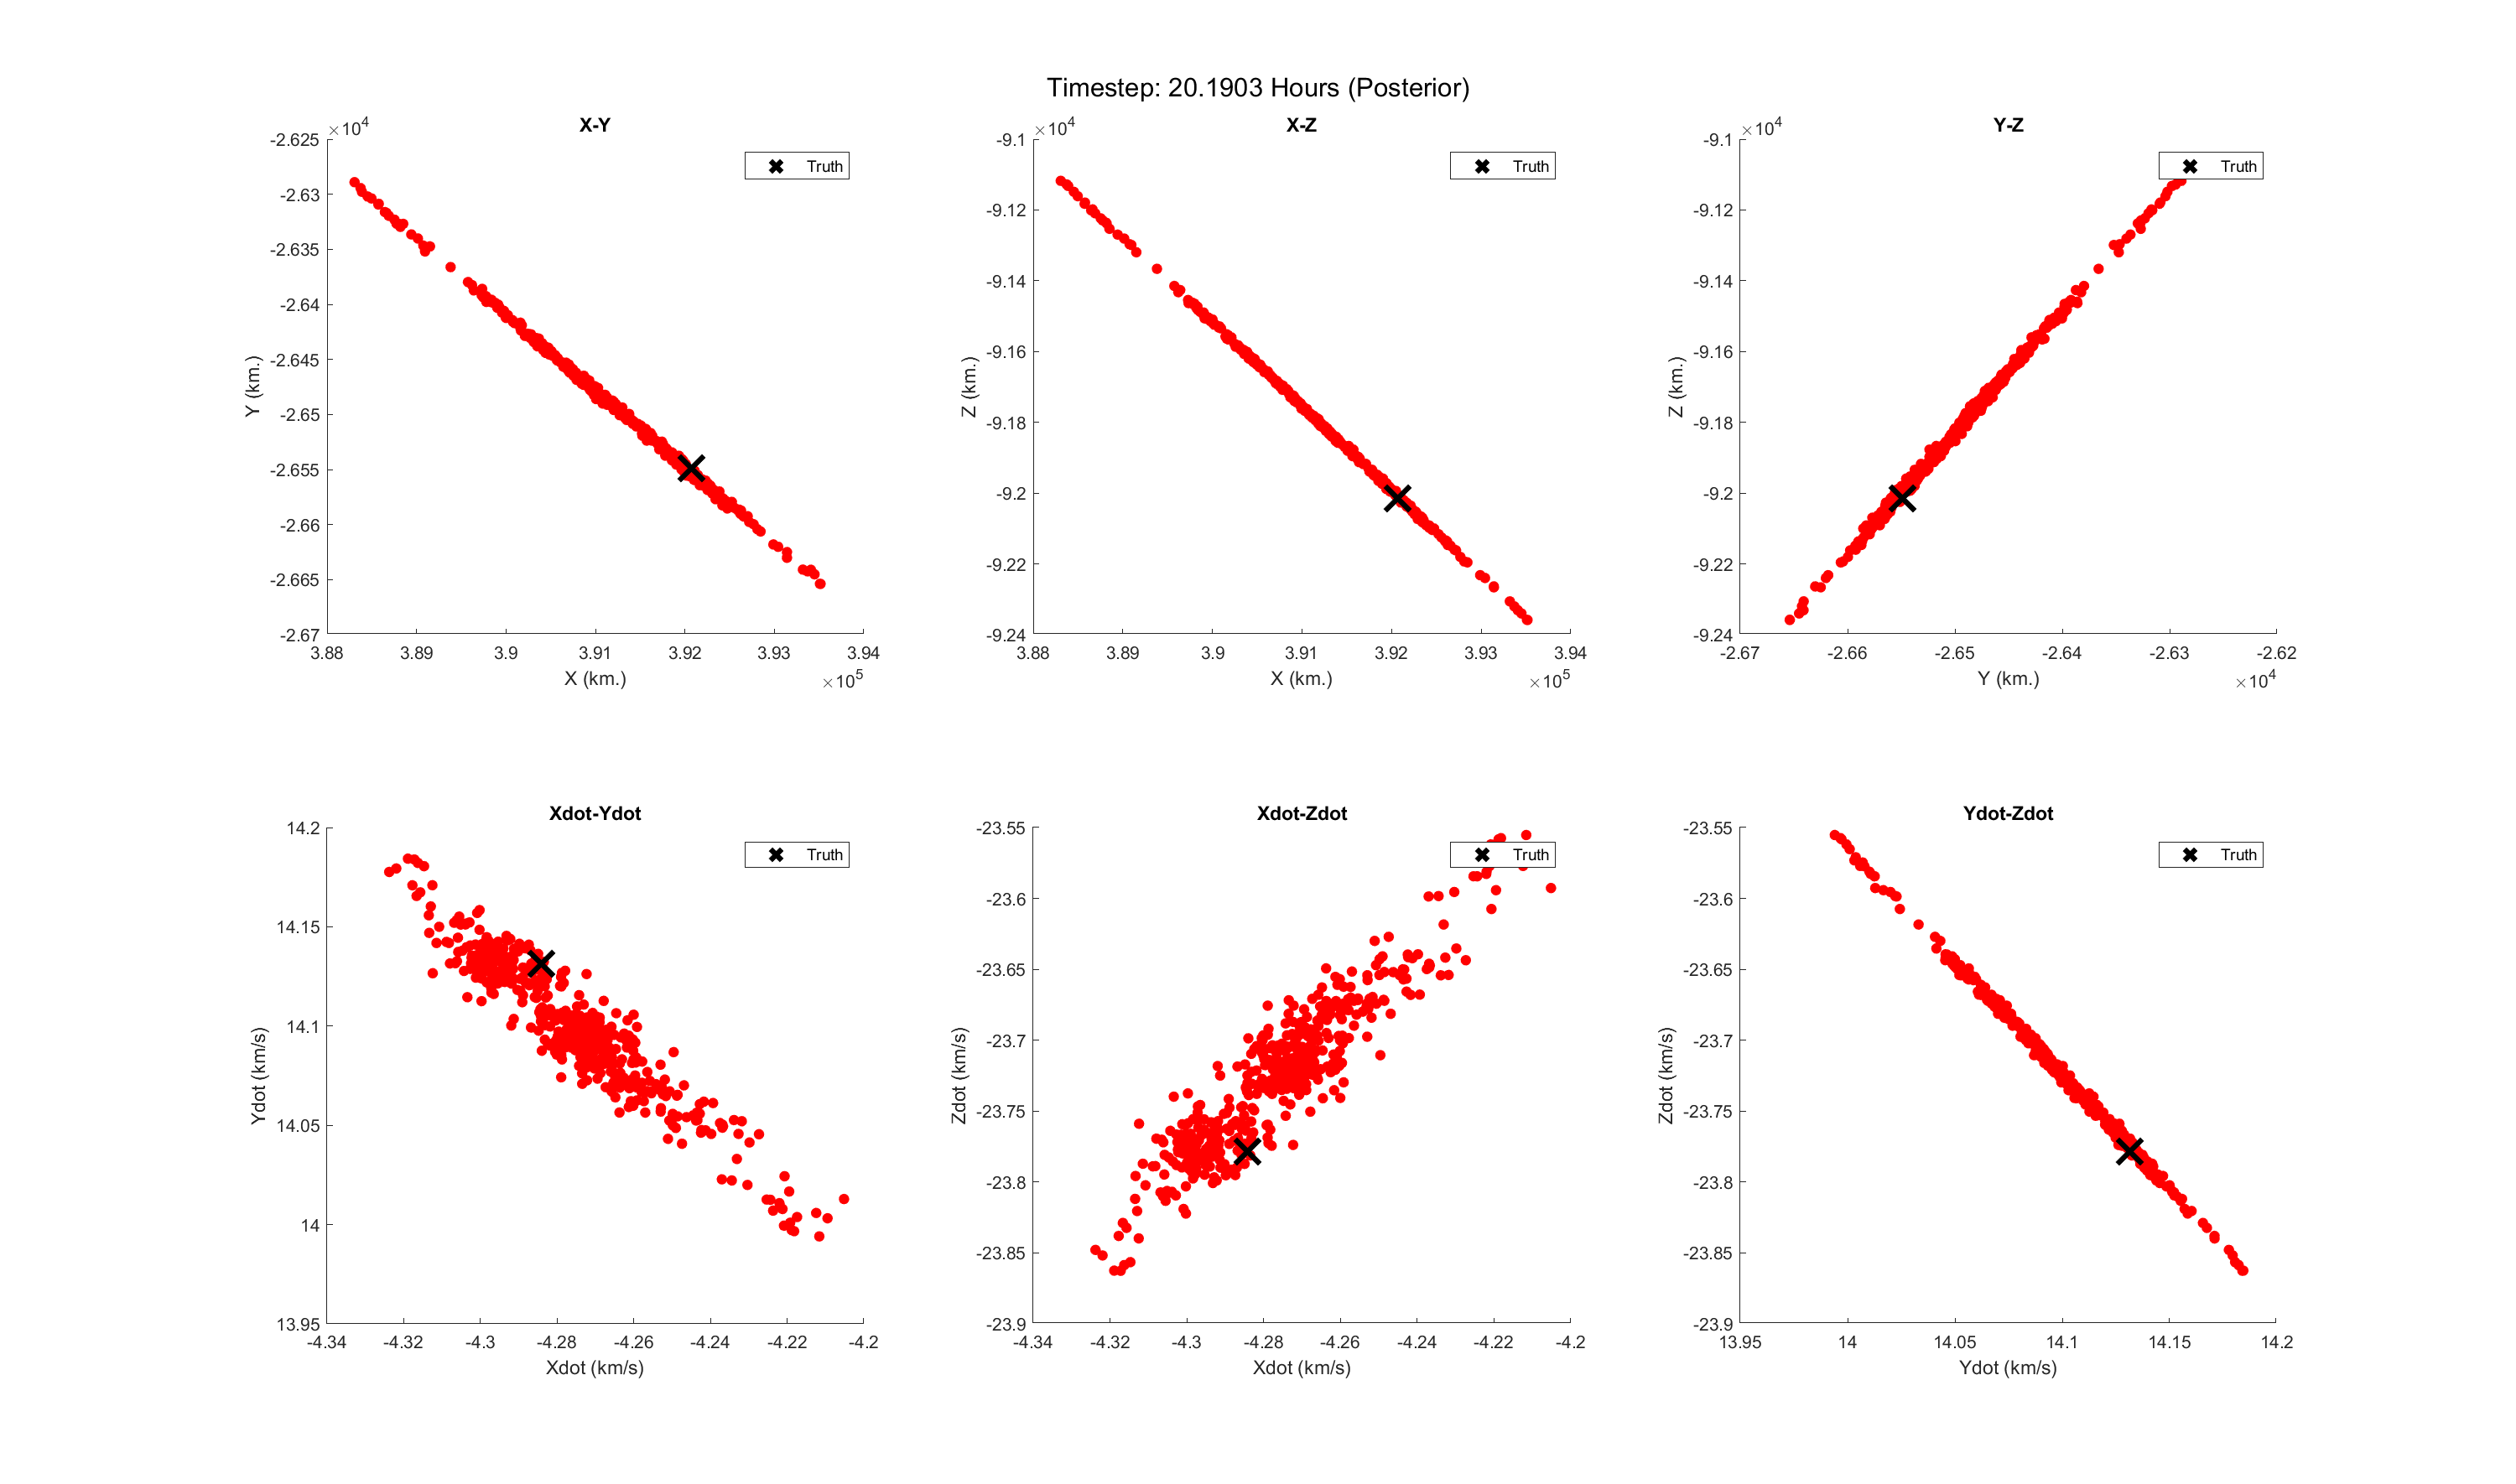 Timestep: 20.1903 Hours (Posterior)
X-Y
×10^4
-2.625
-2.63
-2.635
-2.64
-2.645
-2.65
-2.655
-2.66
-2.665
-2.67
Y (km.)
3.88 3.89 3.9 3.91 3.92 3.93 3.94
X (km.)
×10^5
Truth
X-Z
×10^4
-9.1
-9.12
-9.14
-9.16
-9.18
-9.2
-9.22
-9.24
Z (km.)
3.88 3.89 3.9 3.91 3.92 3.93 3.94
X (km.)
×10^5
Truth
Y-Z
×10^4
-9.1
-9.12
-9.14
-9.16
-9.18
-9.2
-9.22
-9.24
Z (km.)
-2.67 -2.66 -2.65 -2.64 -2.63 -2.62
Y (km.)
×10^4
Truth
Xdot-Ydot
14.2
14.15
14.1
14.05
14
13.95
Ydot (km/s)
-4.34 -4.32 -4.3 -4.28 -4.26 -4.24 -4.22 -4.2
Xdot (km/s)
Truth
Xdot-Zdot
-23.55
-23.6
-23.65
-23.7
-23.75
-23.8
-23.85
-23.9
Zdot (km/s)
-4.34 -4.32 -4.3 -4.28 -4.26 -4.24 -4.22 -4.2
Xdot (km/s)
Truth
Ydot-Zdot
-23.55
-23.6
-23.65
-23.7
-23.75
-23.8
-23.85
-23.9
Zdot (km/s)
13.95 14 14.05 14.1 14.15 14.2
Ydot (km/s)
Truth